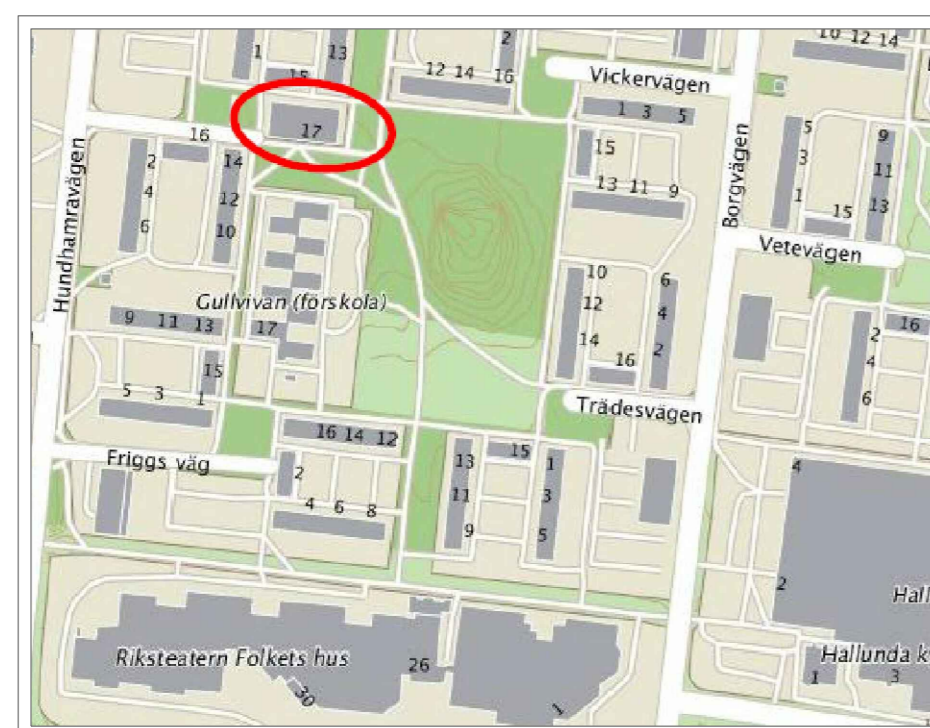 1 13 2 10 12 14
15 12 14 16 Vickervägen
1 3 5
17
16
2 14 15 5 9
3 11
4 12 13 11 9 1 13
6 10 15
Hundhamravägen
Borgvägen
Vetevägen
10 6
Gullvivan (förskola) 12 4
9 11 13 17 14 2 16
16 2
15 4
5 3 1 6
Trädesvägen
16 14 12
Friggs väg
2 13 15 1 4
4 6 8 11 3
9 5
2
Hal
Riksteatern Folkets hus 26 Hallunda k
30 1 1 3